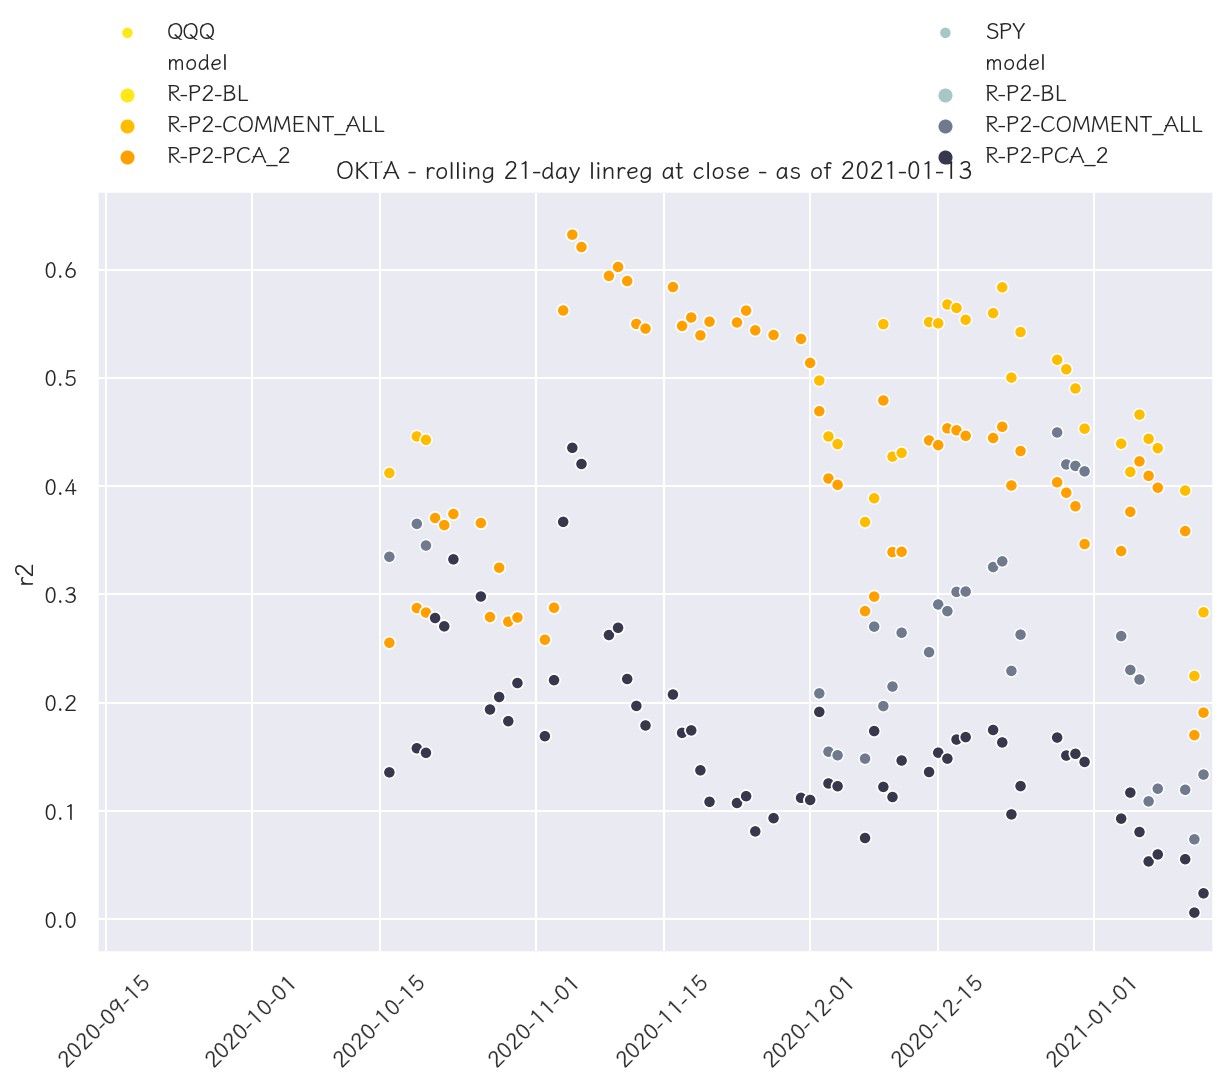 QQQ
model
R-P2-BL
R-P2-COMMENT_ALL
R-P2-PCA_2
SPY
model
R-P2-BL
R-P2-COMMENT_ALL
R-P2-PCA_2
OKTA - rolling 21-day linreg at close - as of 2021-01-13
r2
0.6
0.5
0.4
0.3
0.2
0.1
0.0
2020-09-15
2020-10-01
2020-10-15
2020-11-01
2020-11-15
2020-12-01
2020-12-15
2021-01-01